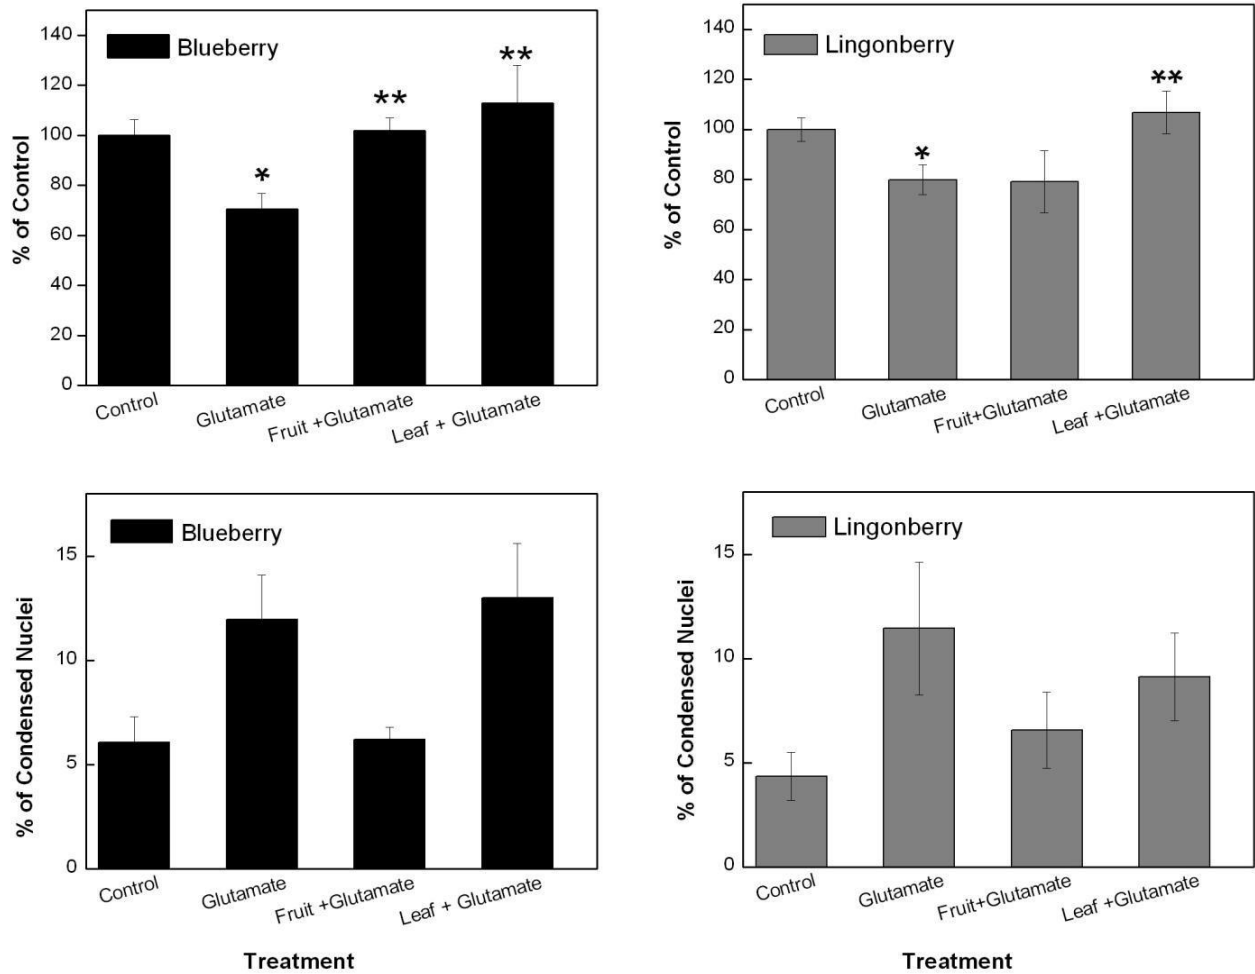 140
120
100
80
60
40
20
0
% of Control
Blueberry
*
**
**
Control
Glutamate
Fruit +Glutamate
Leaf + Glutamate
140
120
100
80
60
40
20
0
% of Control
Lingonberry
*
**
Control
Glutamate
Fruit+Glutamate
Leaf +Glutamate
15
10
5
0
% of Condensed Nuclei
Blueberry
Control
Glutamate
Fruit +Glutamate
Leaf + Glutamate
Treatment
15
10
5
0
% of Condensed Nuclei
Lingonberry
Control
Glutamate
Fruit+Glutamate
Leaf +Glutamate
Treatment